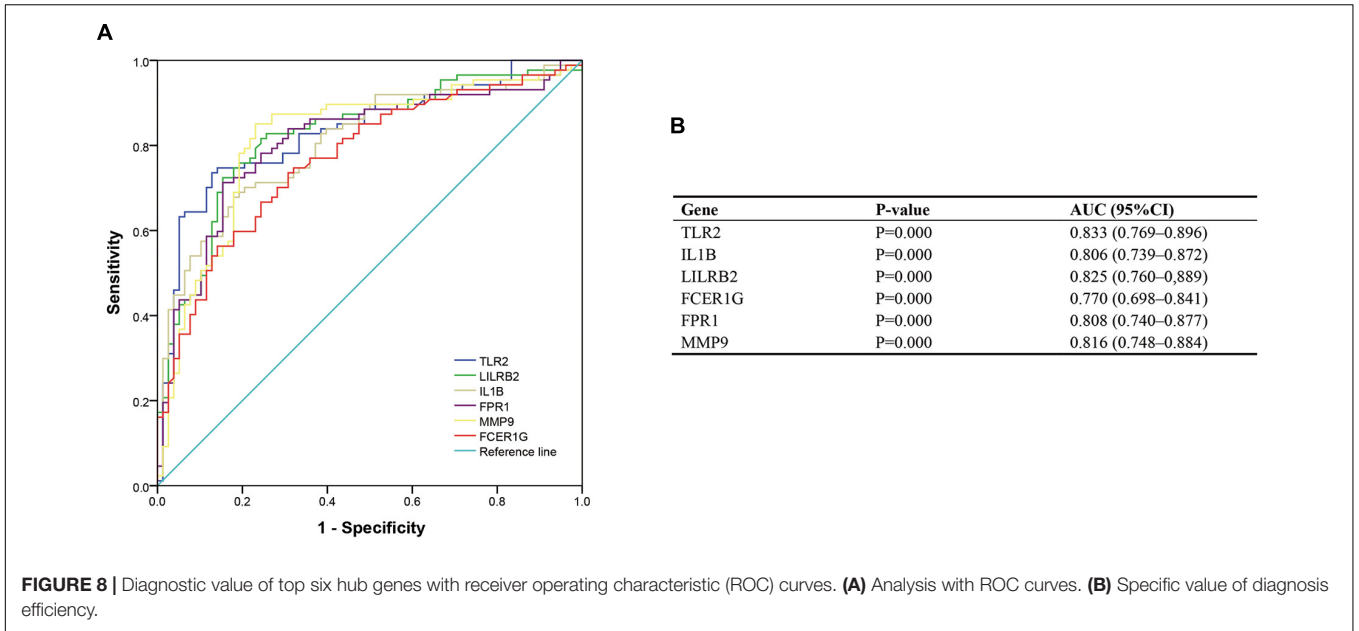 A
1.0
0.8
0.6
0.4
0.2
0.0
Sensitivity
TLR2
LILRB2
IL1B
FPR1
MMP9
FCER1G
Reference line
0.0 0.2 0.4 0.6 0.8 1.0
1 - Specificity
B
Gene P-value AUC (95%CI)
TLR2 P=0.000 0.833 (0.769–0.896)
IL1B P=0.000 0.806 (0.739–0.872)
LILRB2 P=0.000 0.825 (0.760–0,889)
FCER1G P=0.000 0.770 (0.698–0.841)
FPR1 P=0.000 0.808 (0.740–0.877)
MMP9 P=0.000 0.816 (0.748–0.884)
FIGURE 8 | Diagnostic value of top six hub genes with receiver operating characteristic (ROC) curves. (A) Analysis with ROC curves. (B) Specific value of diagnosis
efficiency.